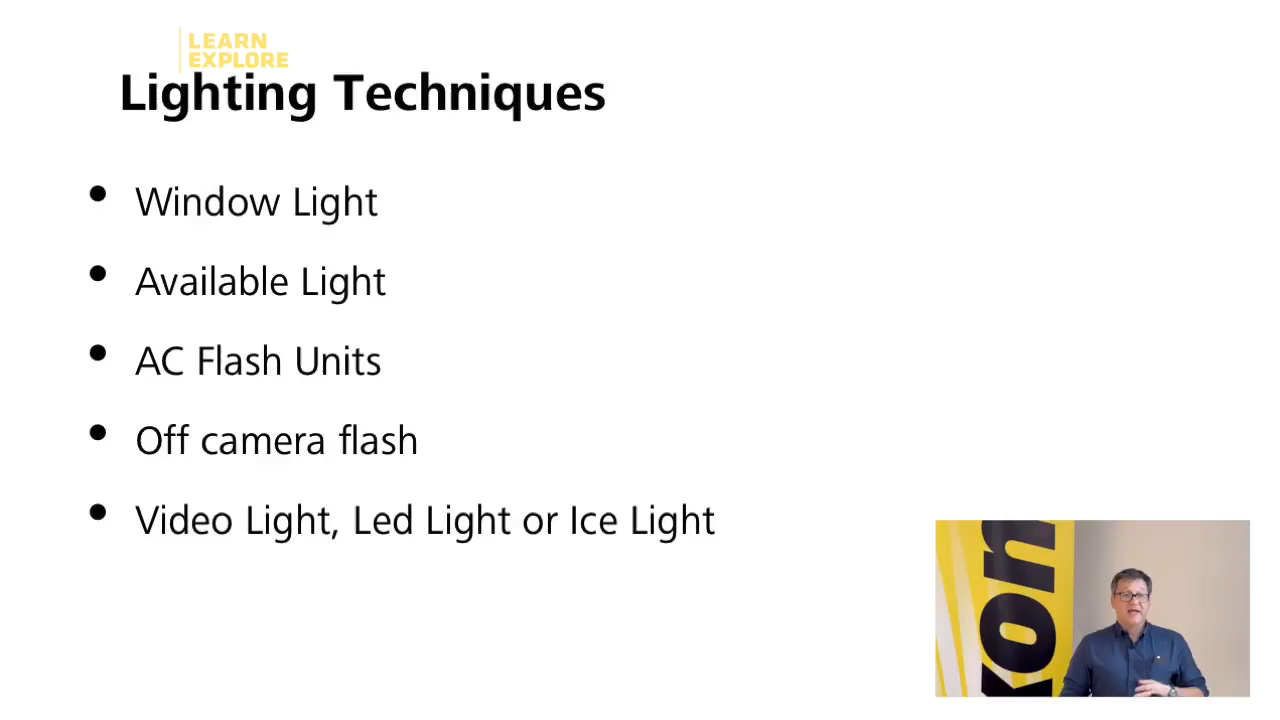 LEARN
EXPLORE
Lighting Techniques
• Window Light
• Available Light
• AC Flash Units
• Off camera flash
• Video Light, Led Light or Ice Light
kon